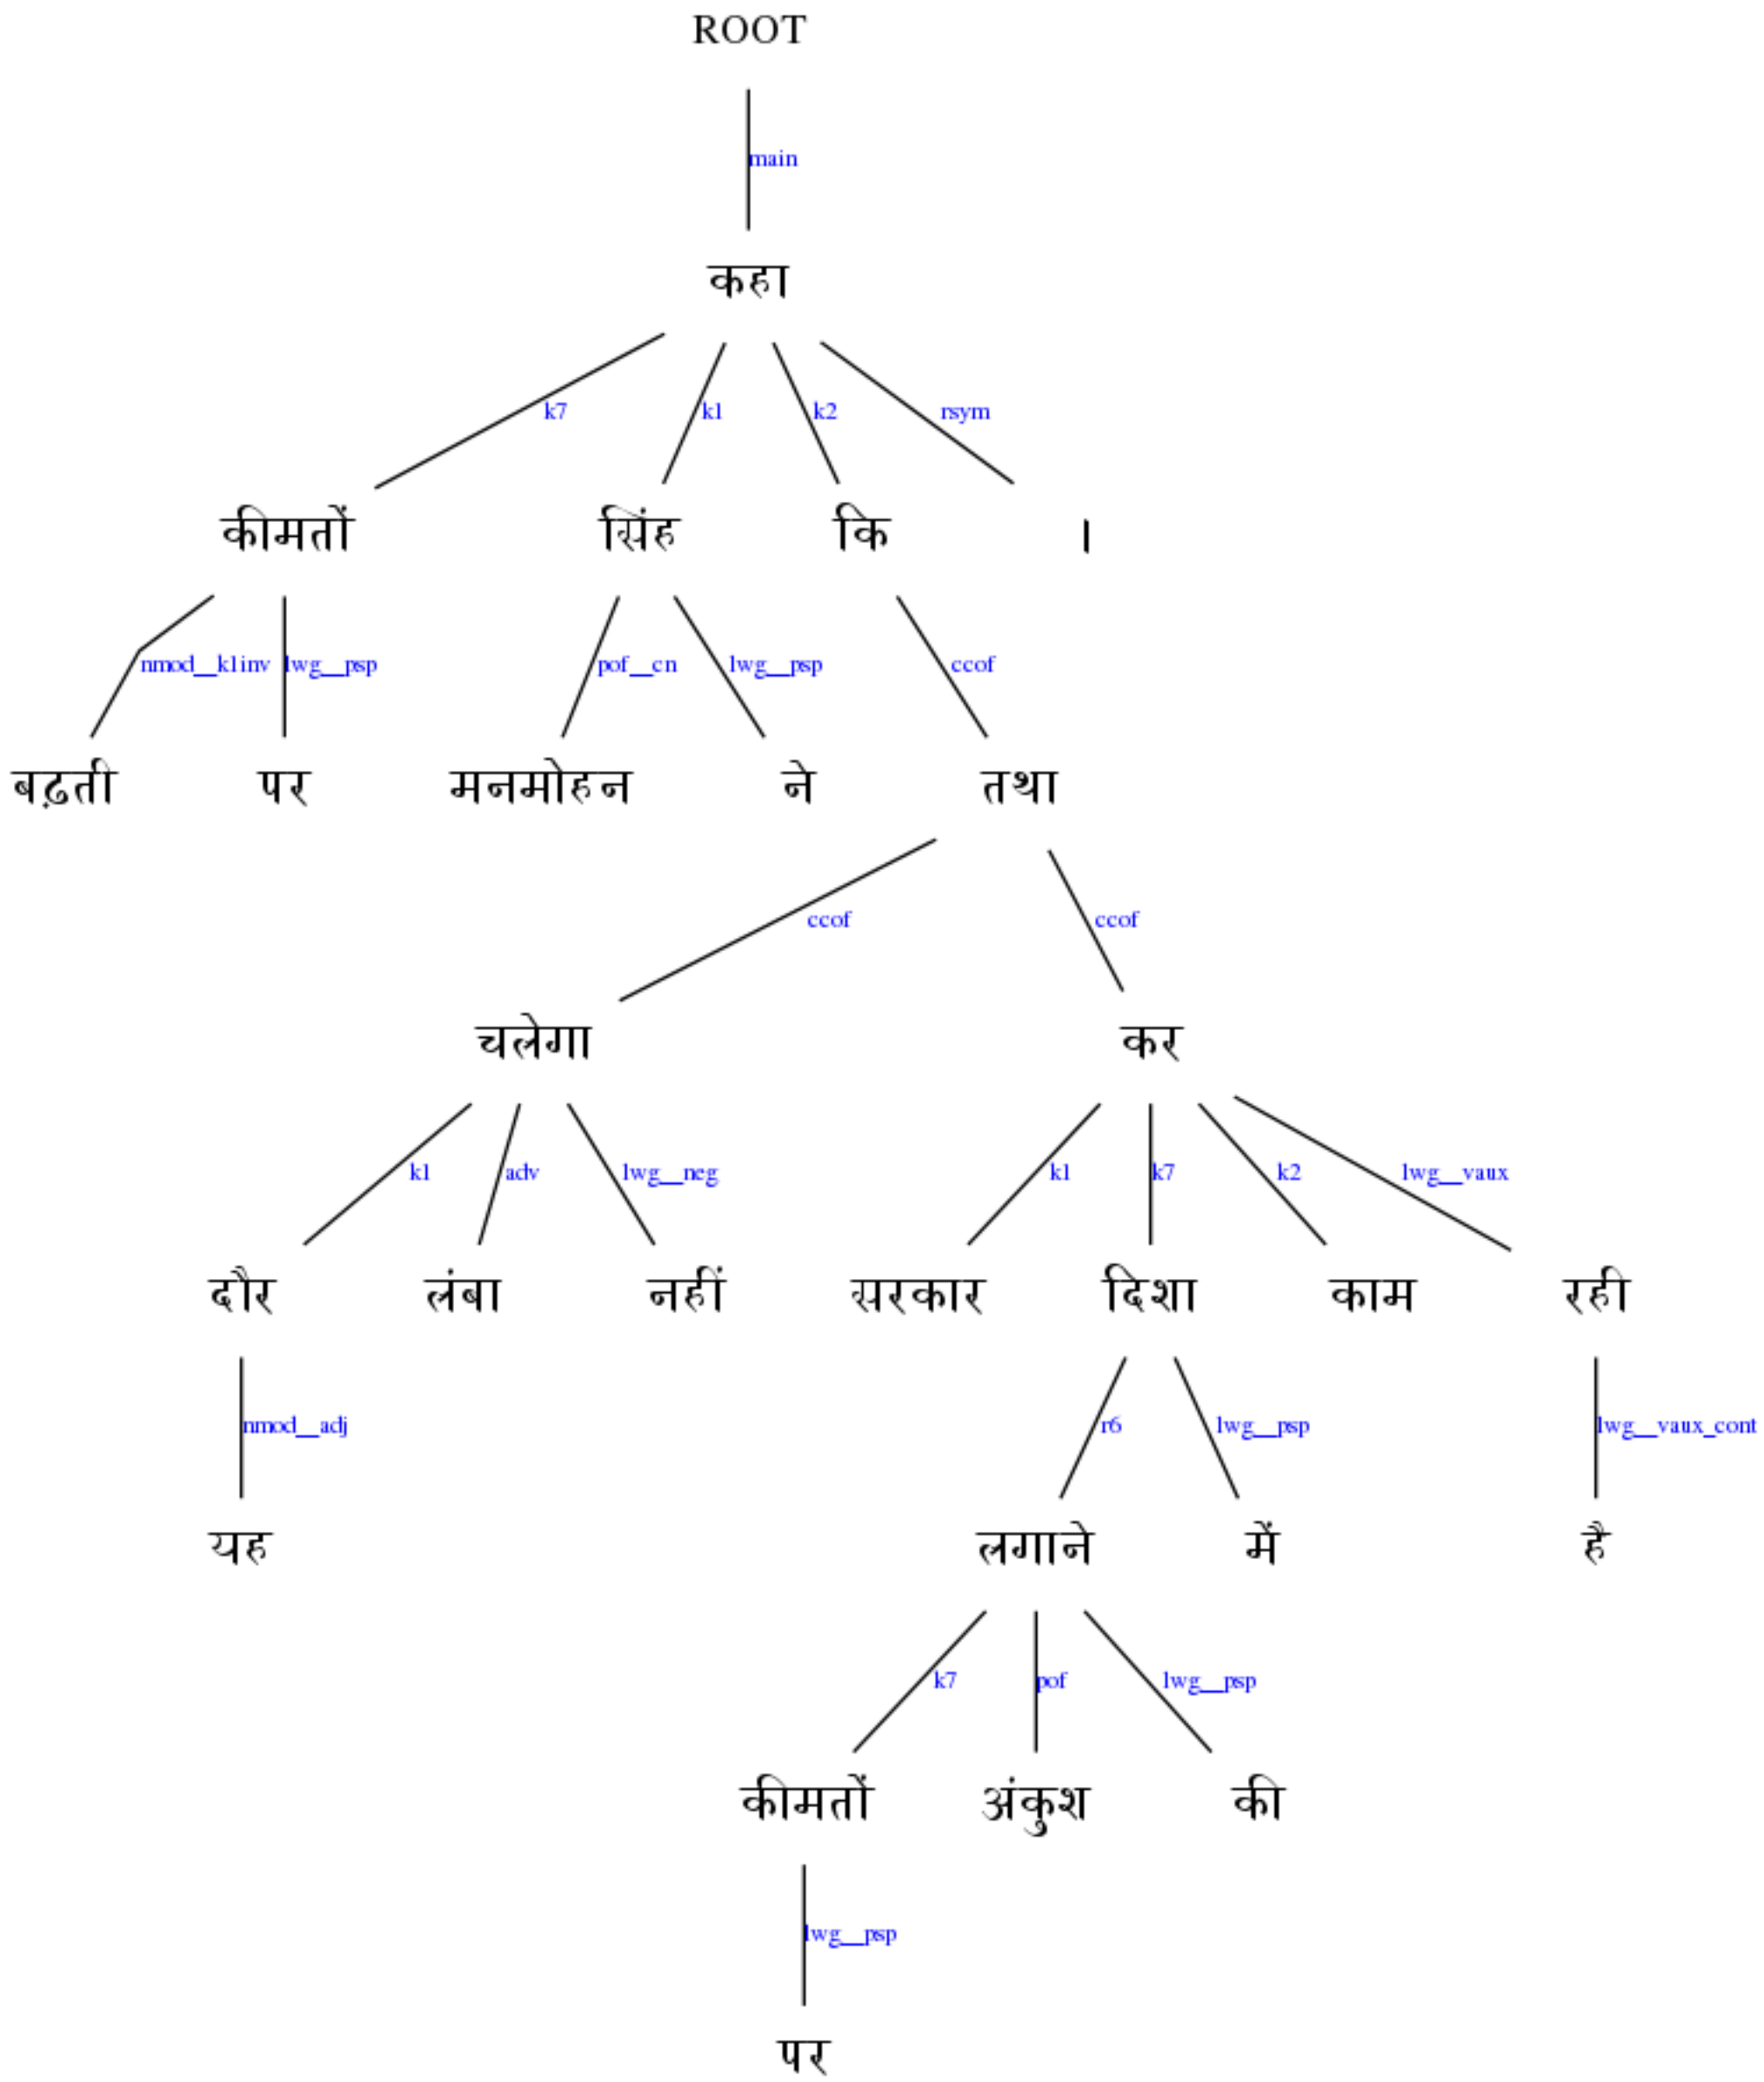 ROOT
main
कहा
k7 k1 k2 rsym
कीमतों सिंह कि ।
nmod__k1inv lwg__psp pof__cn lwg__psp ccof
बढ़ती पर मनमोहन ने तथा
ccof ccof
चलेगा कर
k1 adv lwg__neg k1 k7 k2 lwg__vaux
दौर लंबा नहीं सरकार दिशा काम रही
nmod__adj r6 lwg__psp lwg__vaux_cont
यह लगाने में है
k7 pof lwg__psp
कीमतों अंकुश की
lwg__psp
पर